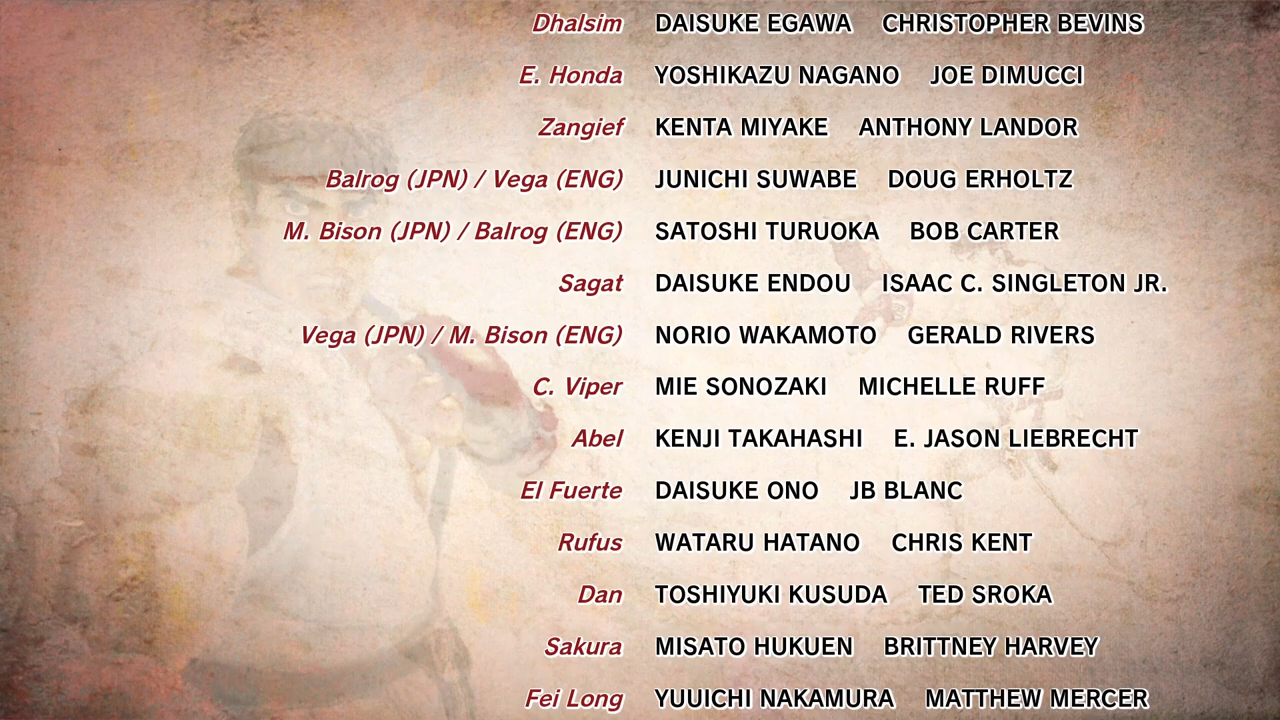 Dhalsim DAISUKE EGAWA CHRISTOPHER BEVINS
E. Honda YOSHIKAZU NAGANO JOE DIMUCCI
Zangief KENTA MIYAKE ANTHONY LANDOR
Balrog (JPN) / Vega (ENG) JUNICHI SUWABE DOUG ERHOLTZ
M. Bison (JPN) / Balrog (ENG) SATOSHI TURUOKA BOB CARTER
Sagat DAISUKE ENDOU ISAAC C. SINGLETON JR.
Vega (JPN) / M. Bison (ENG) NORIO WAKAMOTO GERALD RIVERS
C. Viper MIE SONOZAKI MICHELLE RUFF
Abel KENJI TAKAHASHI E. JASON LIEBRECHT
El Fuerte DAISUKE ONO JB BLANC
Rufus WATARU HATANO CHRIS KENT
Dan TOSHIYUKI KUSUDA TED SROKA
Sakura MISATO HUKUEN BRITTNEY HARVEY
Fei Long YUUICHI NAKAMURA MATTHEW MERCER